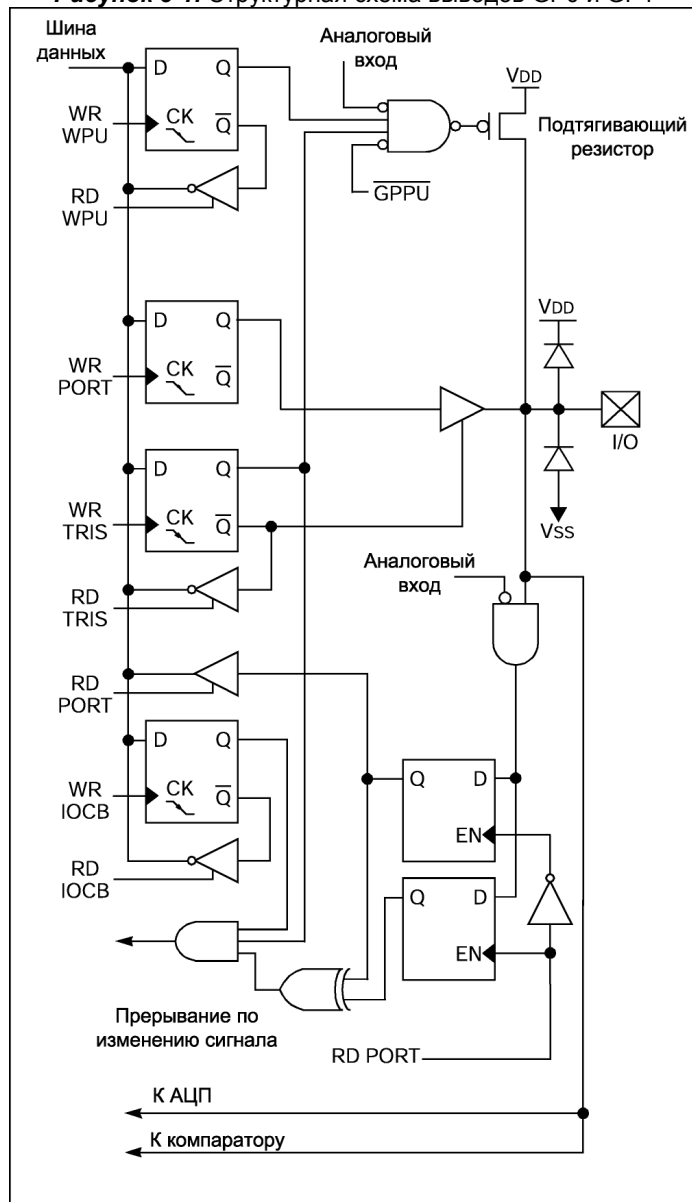 Шина
данных
D Q
WR
WPU
CK
Q
RD
WPU
Аналоговый
вход
GPPU
VDD
Подтягивающий
резистор
D Q
WR
PORT
CK
Q
VDD
I/O
VSS
D Q
WR
TRIS
CK
Q
RD
TRIS
Аналоговый
вход
RD
PORT
D Q
WR
IOCB
CK
Q
RD
IOCB
Q D
EN
Q D
EN
Прерывание по
изменению сигнала
RD PORT
К АЦП
К компаратору